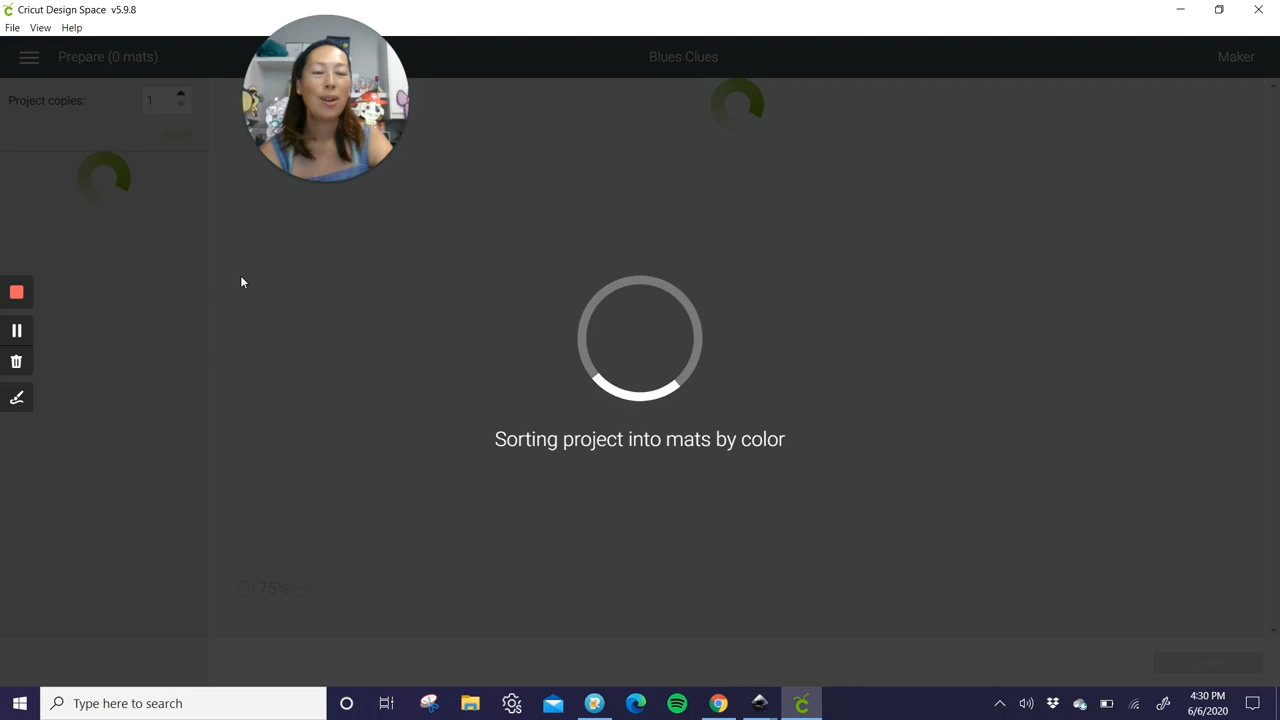 Cricut Design Space v5.9.8
File View Help
Prepare (0 mats)
Blues Clues
Maker
Project copies: 1
Apply
Sorting project into mats by color
75%
Type here to search
4:30 PM
6/6/2020